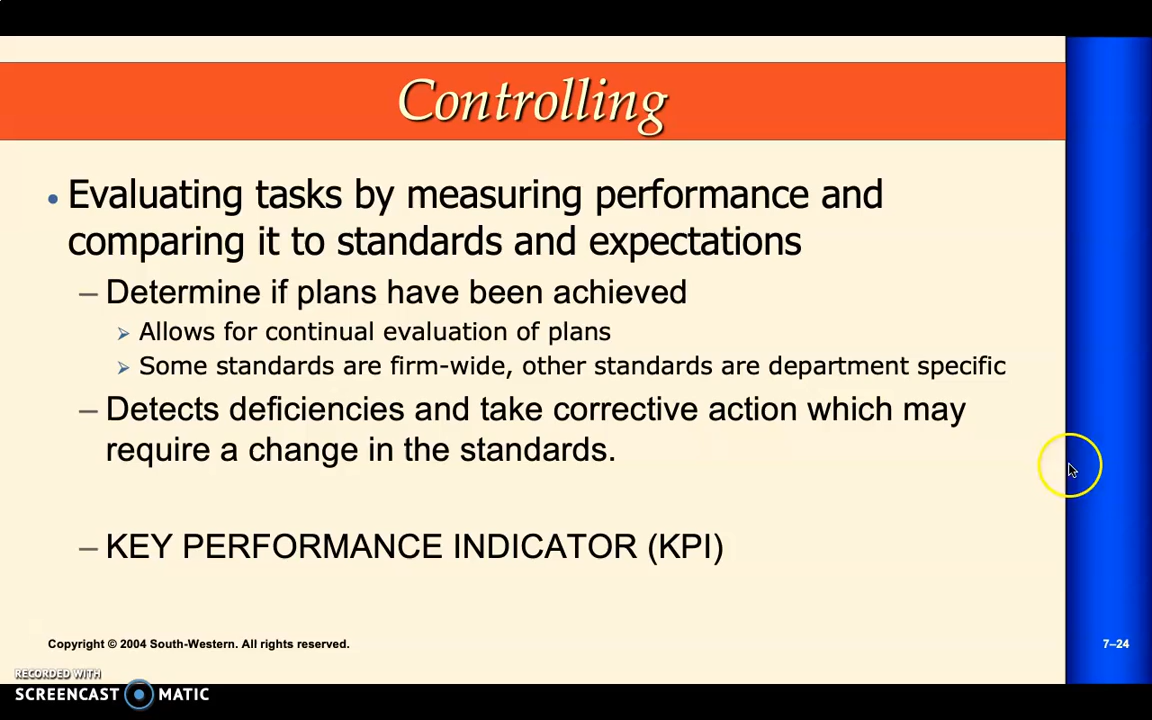 Controlling
• Evaluating tasks by measuring performance and
comparing it to standards and expectations
– Determine if plans have been achieved
➢ Allows for continual evaluation of plans
➢ Some standards are firm-wide, other standards are department specific
– Detects deficiencies and take corrective action which may
require a change in the standards.
– KEY PERFORMANCE INDICATOR (KPI)
Copyright © 2004 South-Western. All rights reserved.
7–24
RECORDED WITH
SCREENCAST MATIC